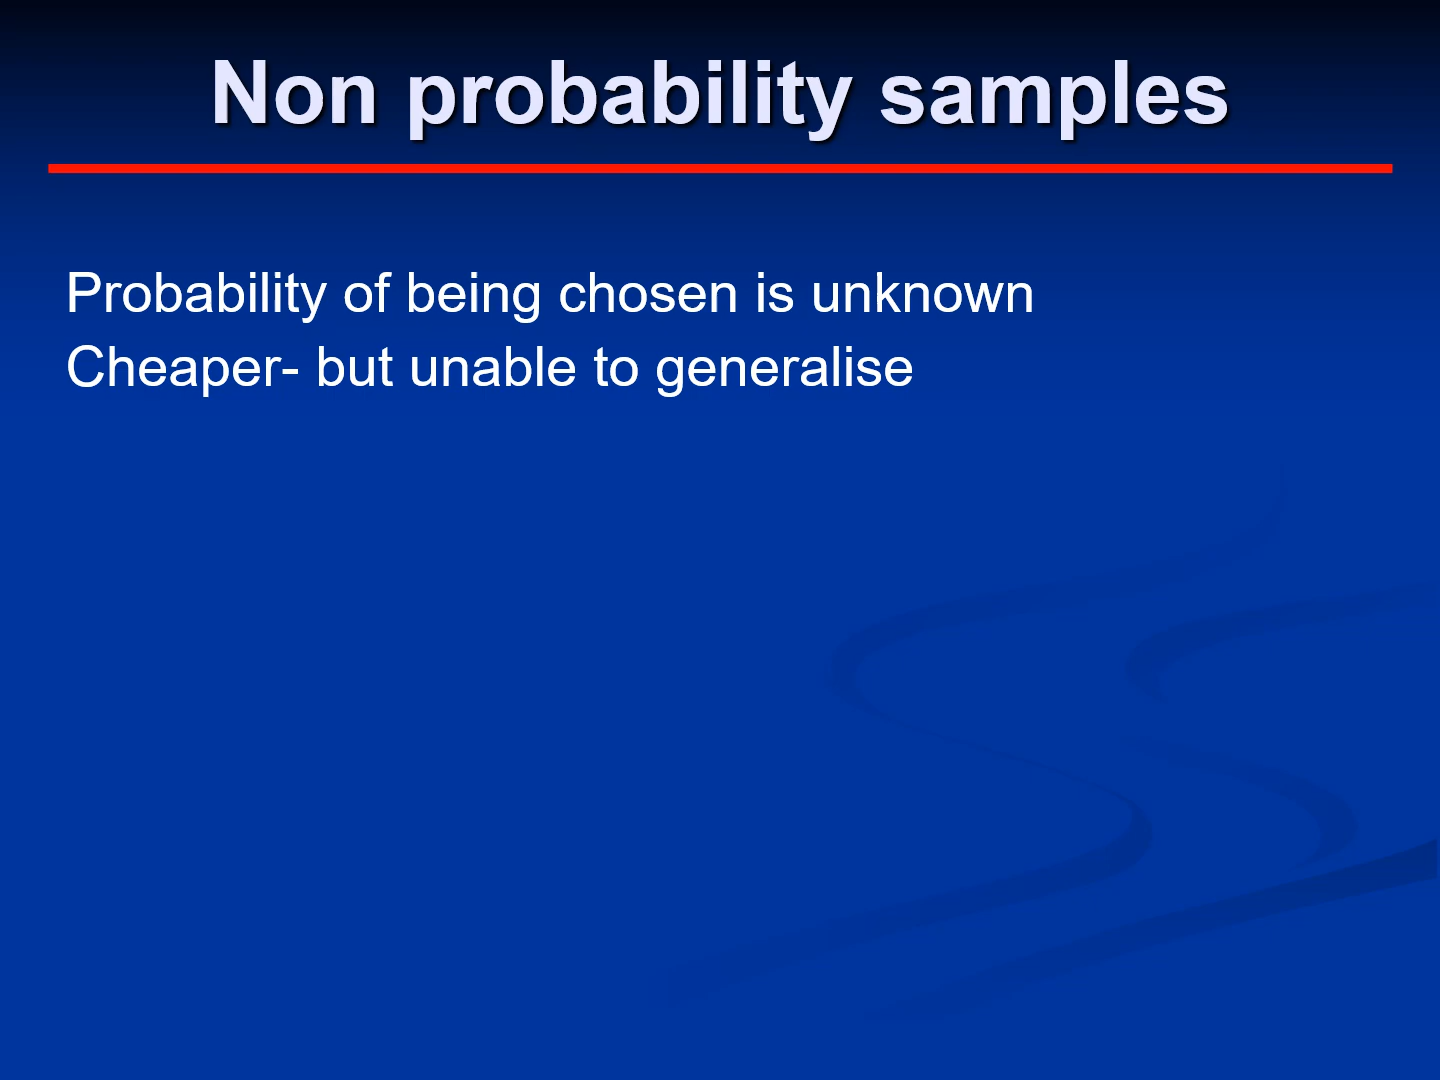 Non probability samples
Probability of being chosen is unknown
Cheaper- but unable to generalise